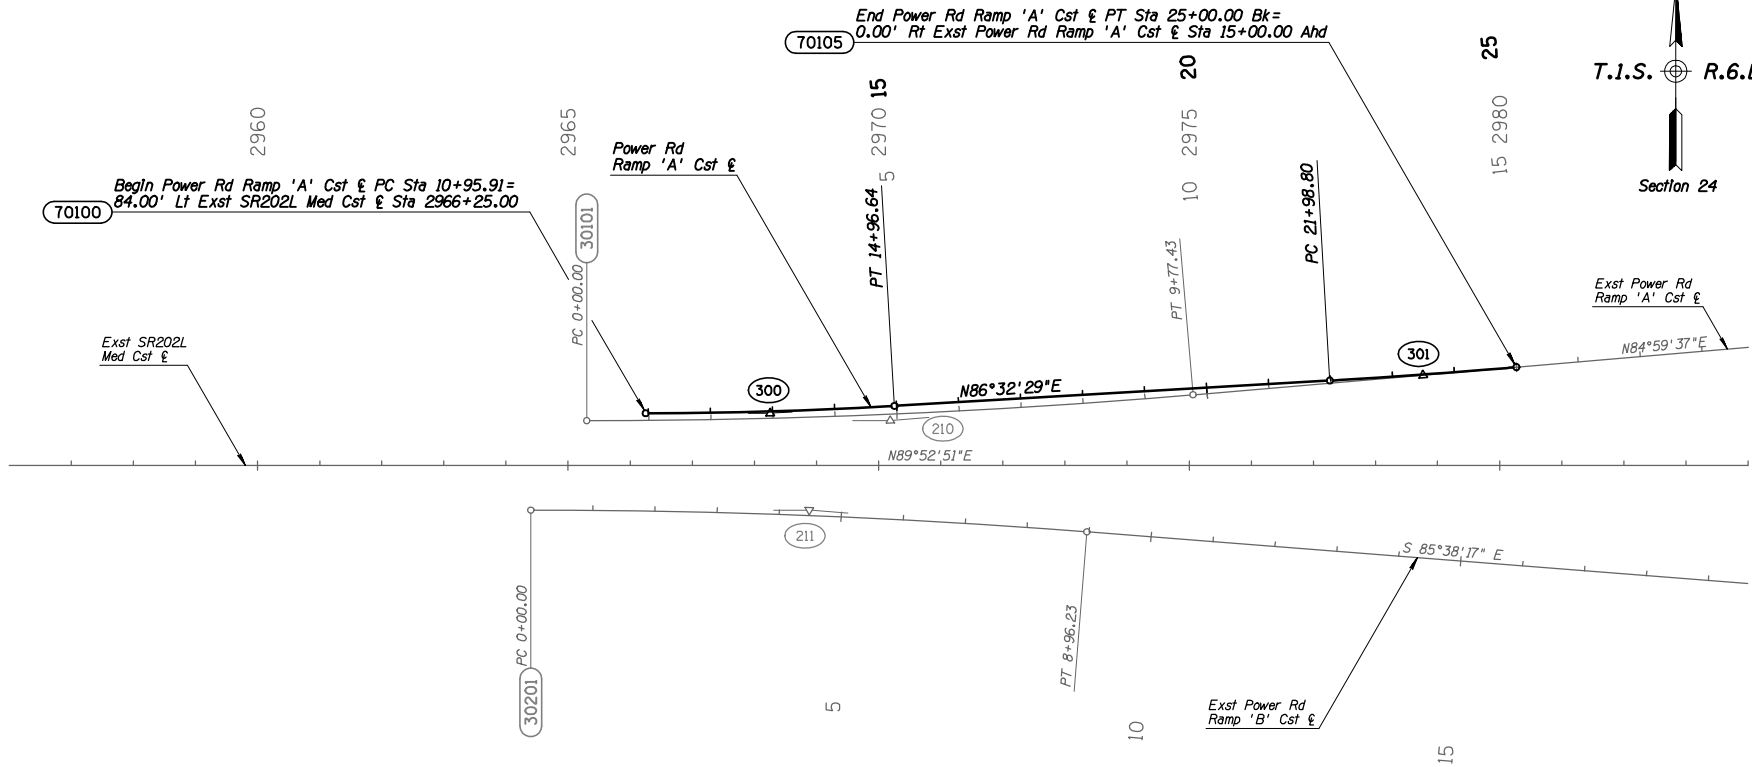 End Power Rd Ramp 'A' Cst ℄ PT Sta 25+00.00 Bk=
0.00' Rt Exst Power Rd Ramp 'A' Cst ℄ Sta 15+00.00 Ahd
70105
25
20
15
T.1.S.
Section 24
2960
2965
2970
2975
2980
5
10
15
Power Rd
Ramp 'A' Cst ℄
Begin Power Rd Ramp 'A' Cst ℄ PC Sta 10+95.91=
84.00' Lt Exst SR202L Med Cst ℄ Sta 2966+25.00
70100
30101
PC 0+00.00
PT 14+96.64
PT 9+77.43
PC 21+98.80
Exst Power Rd
Ramp 'A' Cst ℄
Exst SR202L
Med Cst ℄
300
N86°32'29"E
301
N84°59'37"E
210
N89°52'51"E
211
S 85°38'17" E
PC 0+00.00
30201
PT 8+96.23
Exst Power Rd
Ramp 'B' Cst ℄
5
10
15